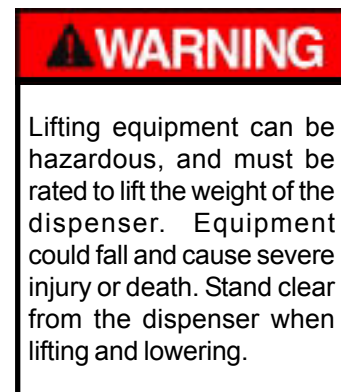 WARNING
Lifting equipment can be
hazardous, and must be
rated to lift the weight of the
dispenser. Equipment
could fall and cause severe
injury or death. Stand clear
from the dispenser when
lifting and lowering.